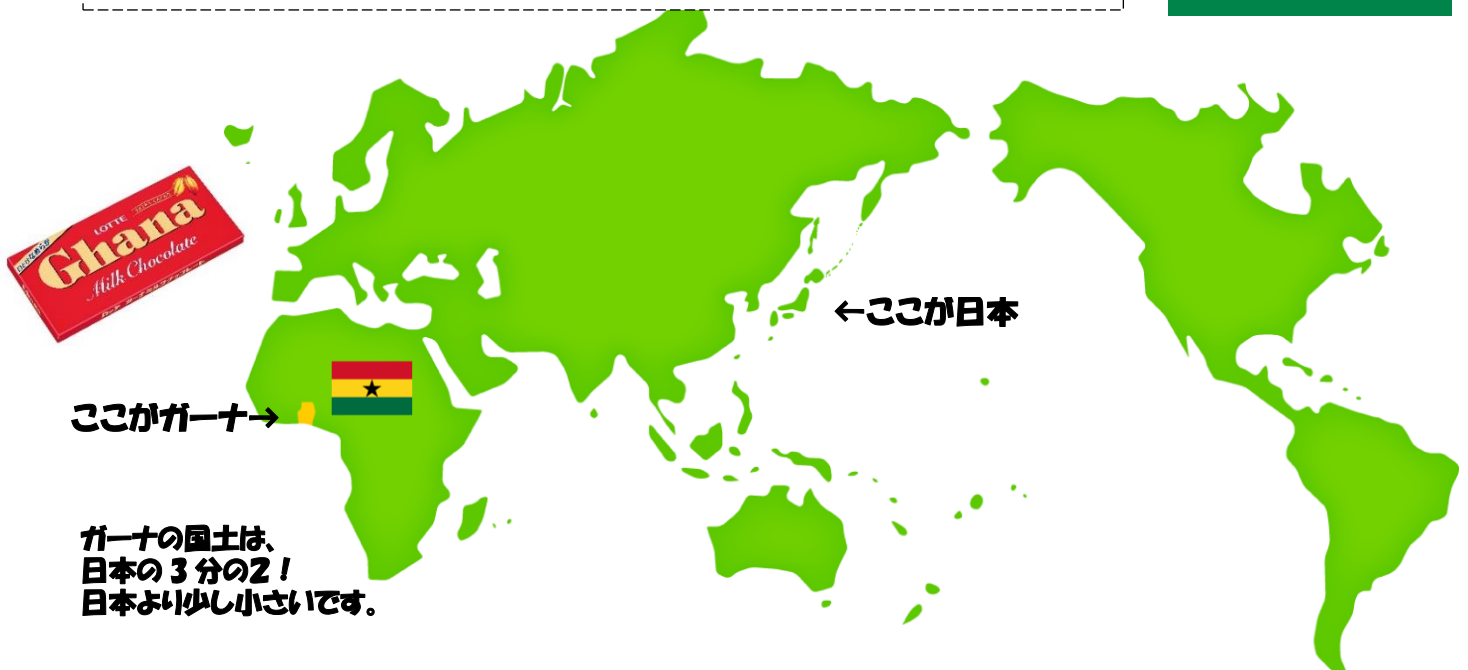 LOTTE
Ghana
Milk Chocolate
←ここが日本
ここがガーナ→
ガーナの国土は、
日本の3分の2！
日本より少し小さいです。